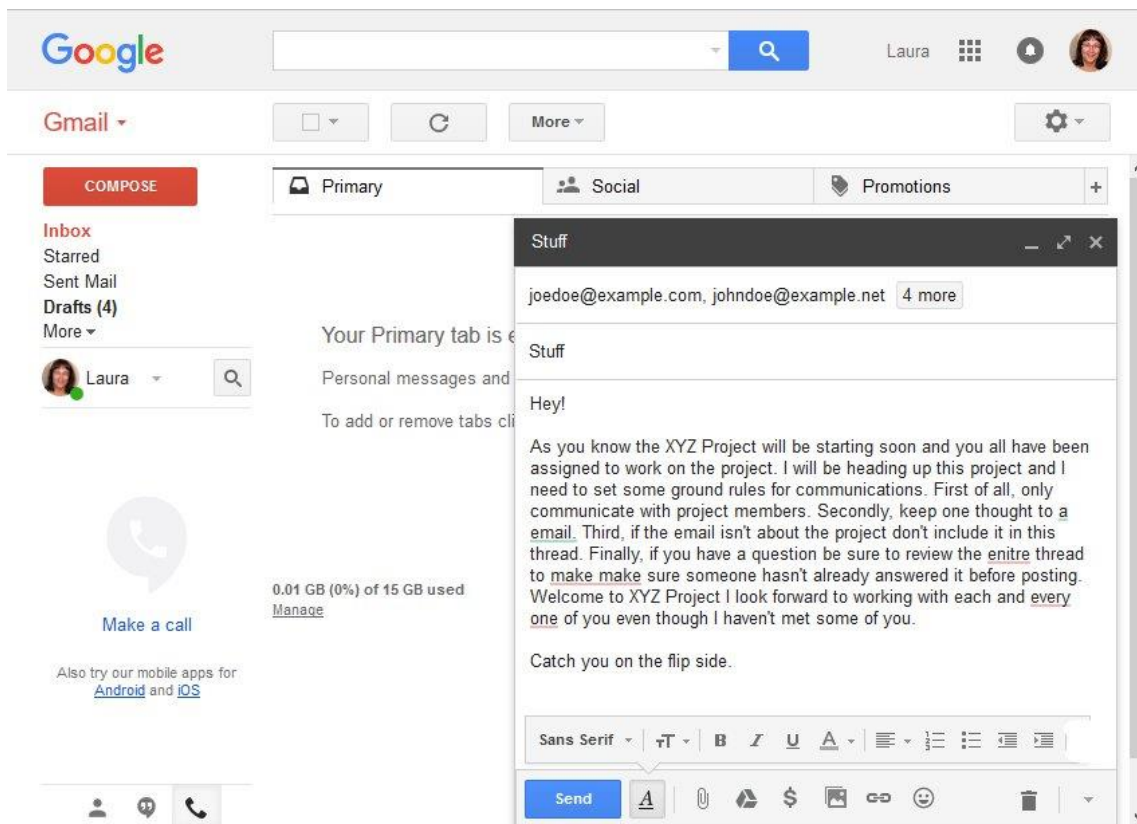 Google
Laura
Gmail
More
COMPOSE
Primary
Social
Promotions
+
Inbox
Starred
Sent Mail
Drafts (4)
More
Laura
Your Primary tab is
Personal messages and
To add or remove tabs
0.01 GB (0%) of 15 GB used
Manage
Make a call
Also try our mobile apps for
Android and iOS
Stuff
joedoe@example.com, johndoe@example.net 4 more
Stuff
Hey!
As you know the XYZ Project will be starting soon and you all have been
assigned to work on the project. I will be heading up this project and I
need to set some ground rules for communications. First of all, only
communicate with project members. Secondly, keep one thought to a
email. Third, if the email isn't about the project don't include it in this
thread. Finally, if you have a question be sure to review the enitre thread
to make make sure someone hasn't already answered it before posting.
Welcome to XYZ Project I look forward to working with each and every
one of you even though I haven't met some of you.
Catch you on the flip side.
Sans Serif TT B I U A
Send A $